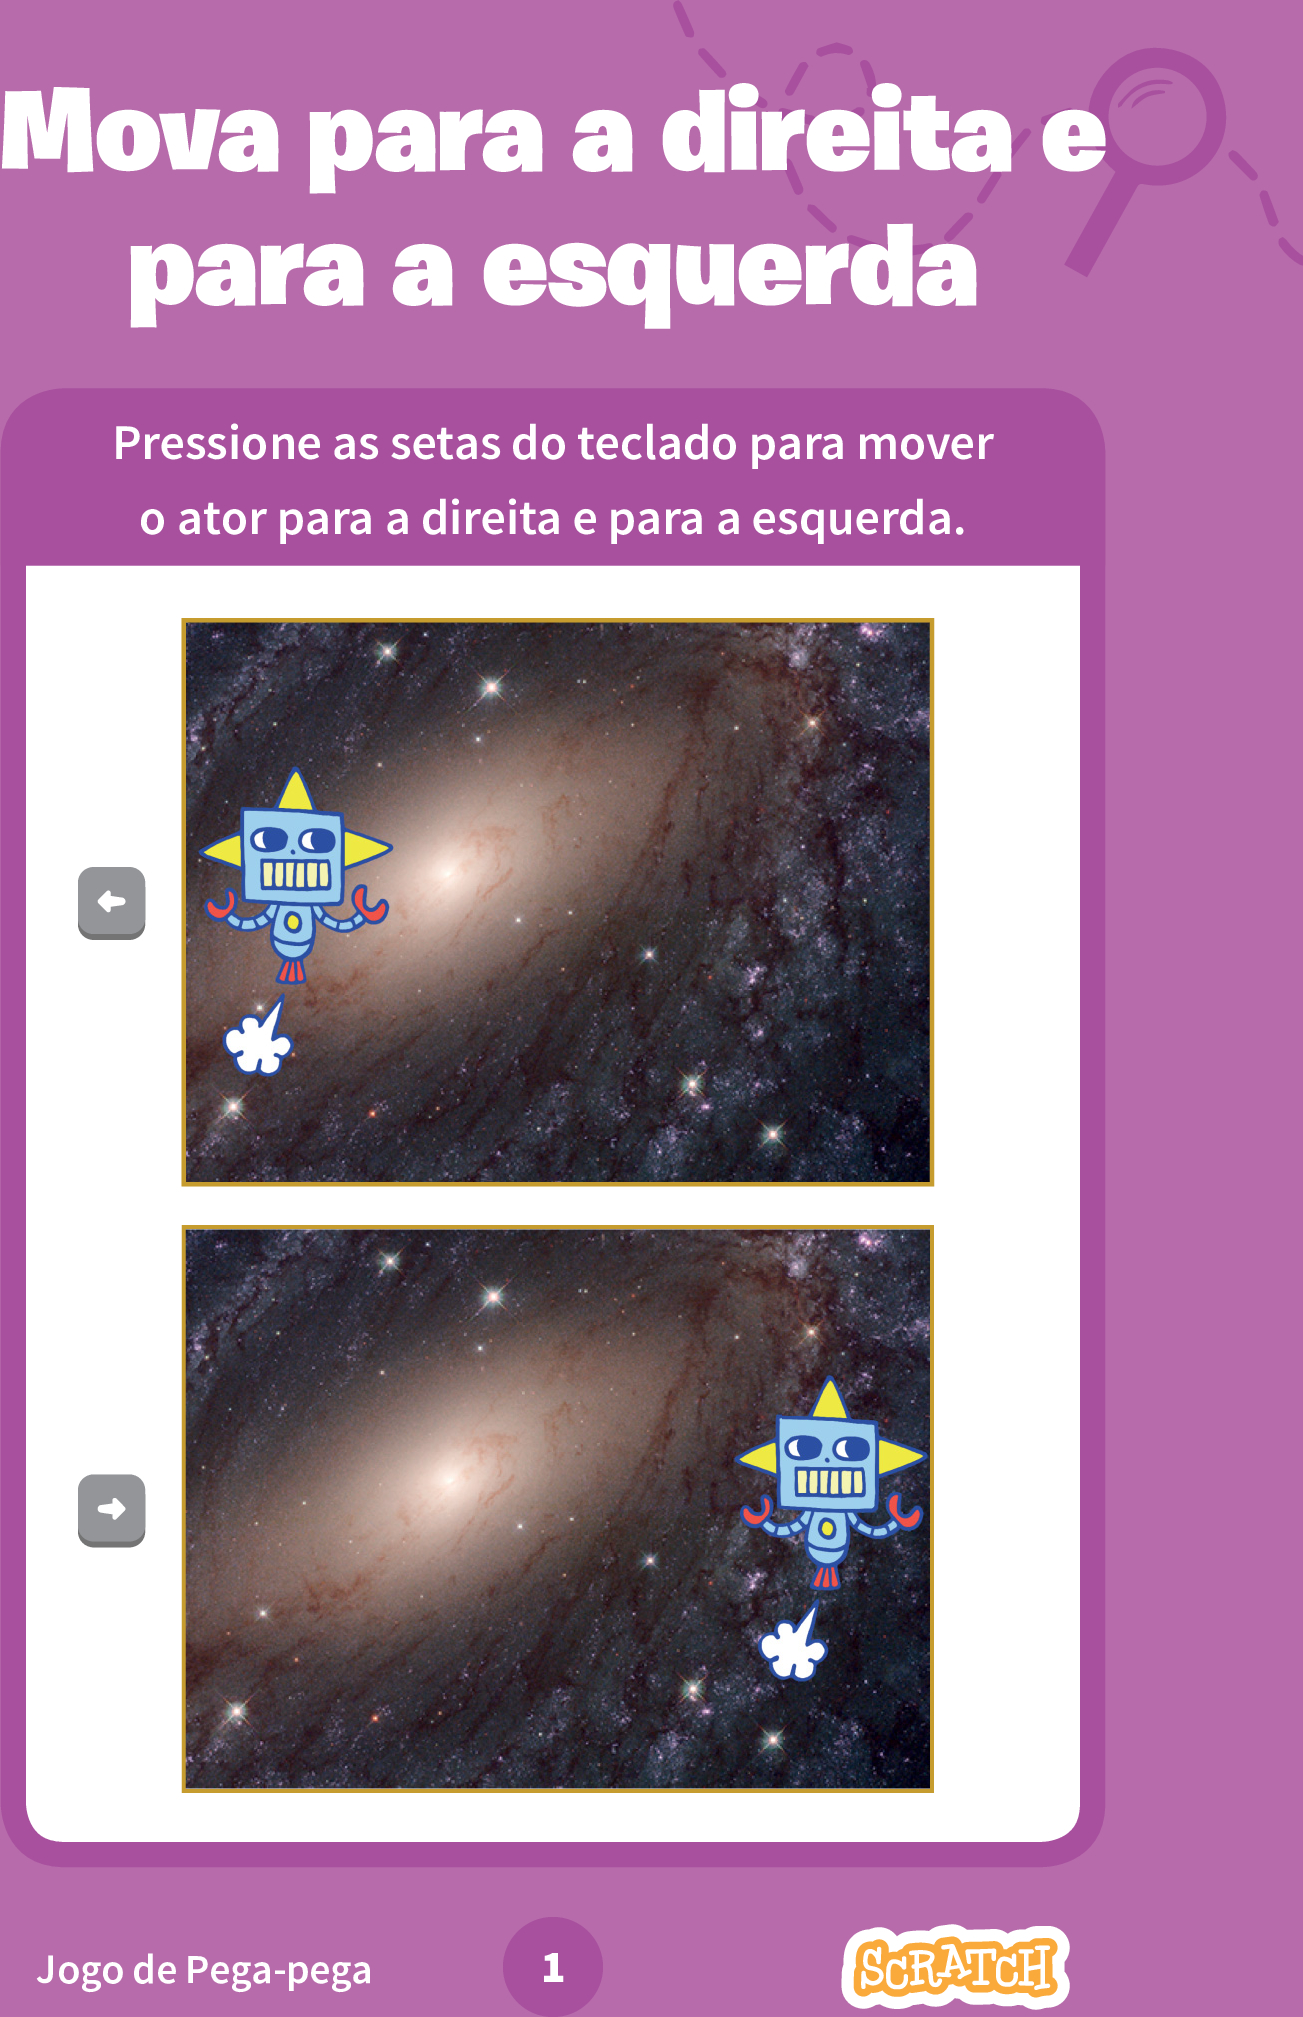 Mova para a direita e
para a esquerda
Pressione as setas do teclado para mover
o ator para a direita e para a esquerda.
Jogo de Pega-pega
1
SCRATCH